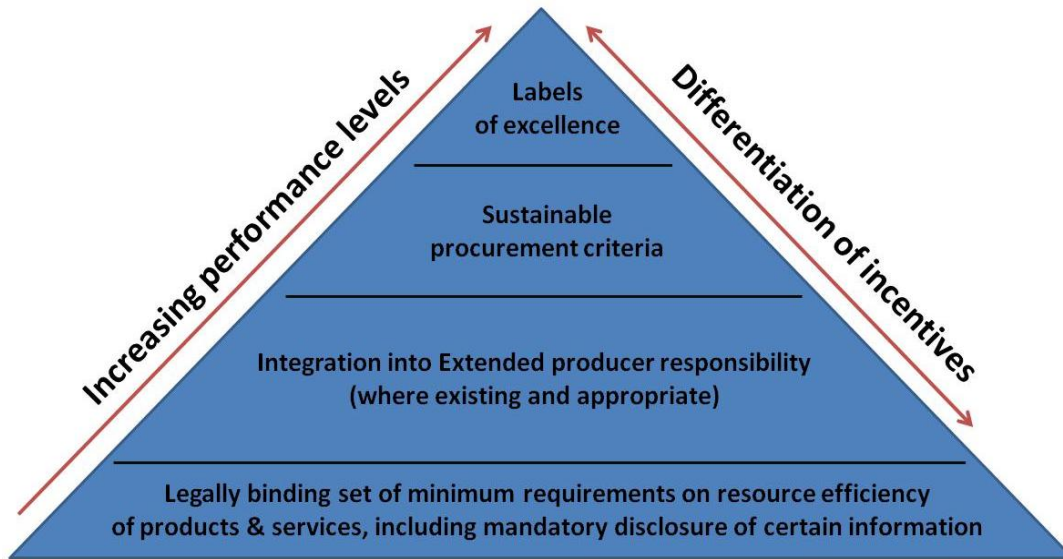 Increasing performance levels
Differentiation of incentives
Labels
of excellence
Sustainable
procurement criteria
Integration into Extended producer responsibility
(where existing and appropriate)
Legally binding set of minimum requirements on resource efficiency
of products & services, including mandatory disclosure of certain information